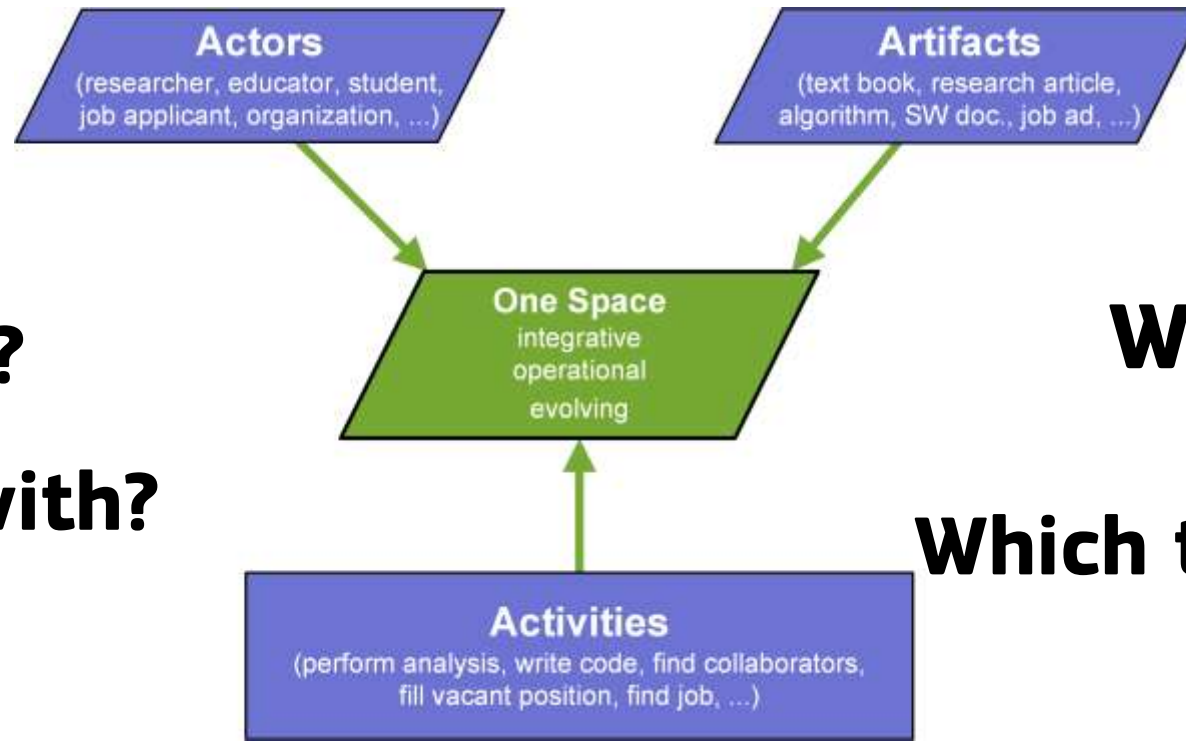 Actors
(researcher, educator, student,
job applicant, organization, ...)
Artifacts
(text book, research article,
algorithm, SW doc., job ad, ...)
One Space
integrative
operational
evolving
?
with?
W
Which t
Activities
(perform analysis, write code, find collaborators,
fill vacant position, find job, ...)